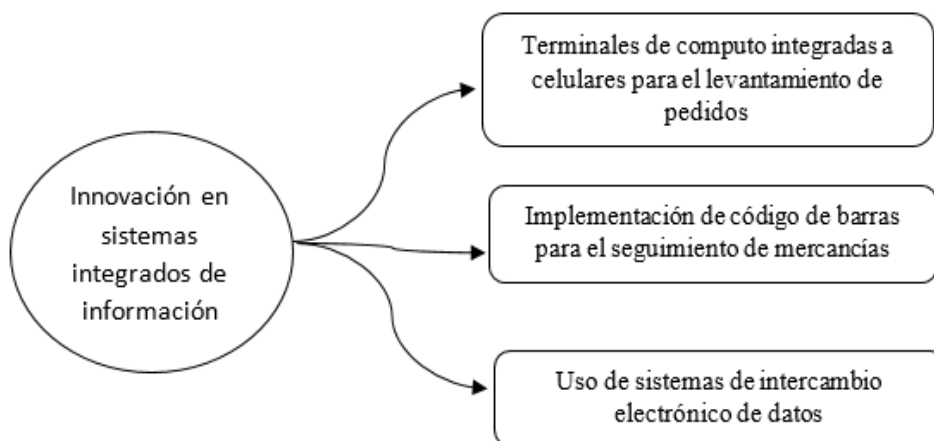 Innovación en
sistemas
integrados de
información
Terminales de computo integradas a
celulares para el levantamiento de
pedidos
Implementación de código de barras
para el seguimiento de mercancías
Uso de sistemas de intercambio
electrónico de datos